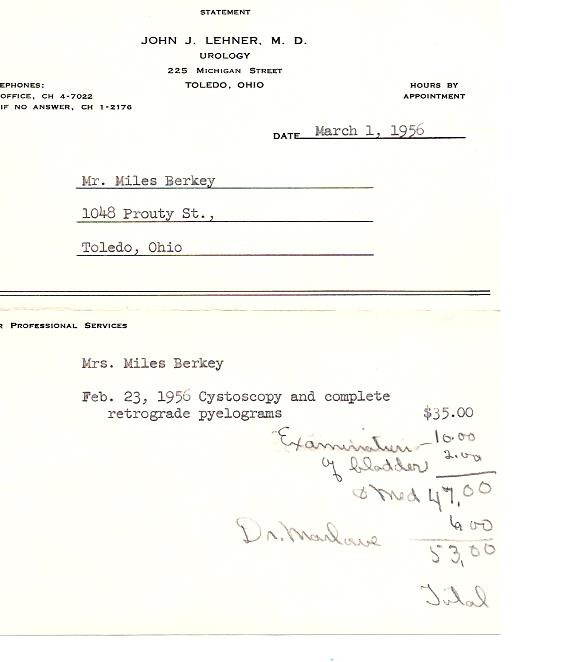 STATEMENT
JOHN J. LEHNER, M. D.
UROLOGY
225 MICHIGAN STREET
TOLEDO, OHIO
EPHONES:
OFFICE, CH 4-7022
IF NO ANSWER, CH 1-2176
HOURS BY
APPOINTMENT
DATE March 1, 1956
Mr. Miles Berkey
1048 Prouty St.,
Toledo, Ohio
R PROFESSIONAL SERVICES
Mrs. Miles Berkey
Feb. 23, 1956 Cystoscopy and complete
retrograde pyelograms $35.00
Examination 10.00
of bladder 2.00
& Med 47.00
6.00
Dr. Marlowe
53.00
Total